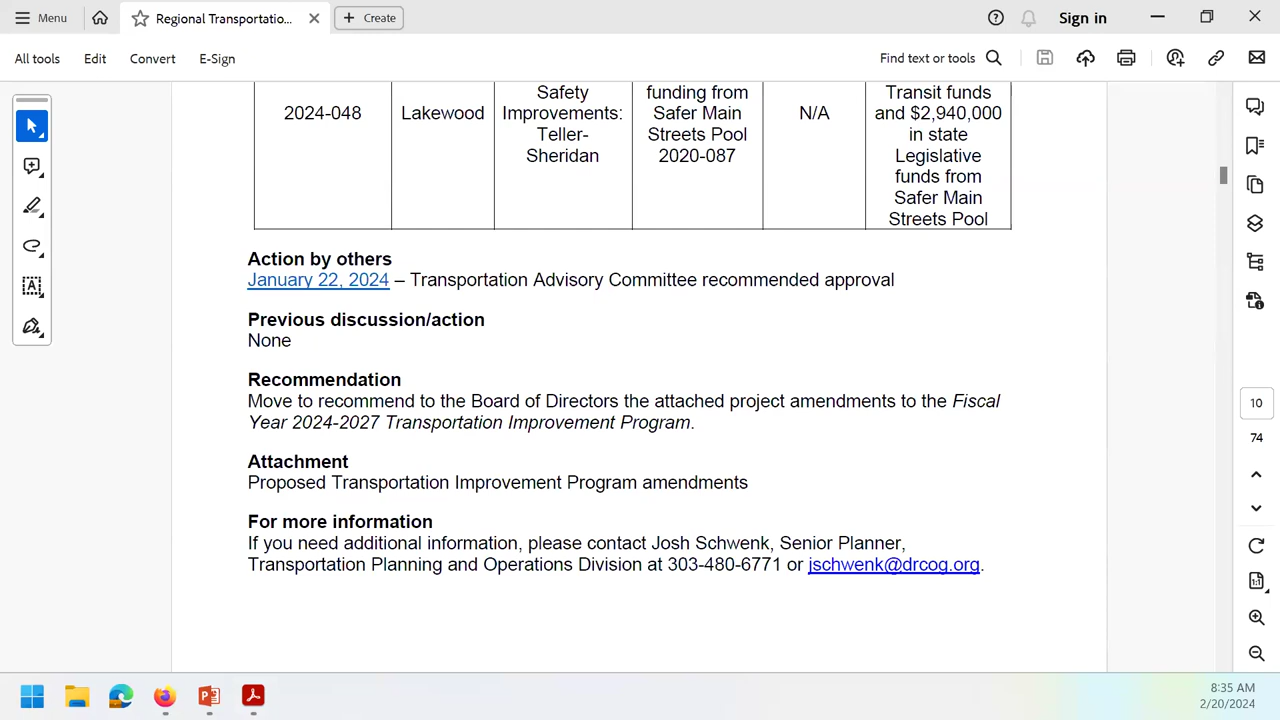 Menu
Regional Transportatio...
Create
Sign in
All tools
Edit
Convert
E-Sign
Find text or tools
2024-048
Lakewood
Safety
Improvements:
Teller-
Sheridan
funding from
Safer Main
Streets Pool
2020-087
N/A
Transit funds
and $2,940,000
in state
Legislative
funds from
Safer Main
Streets Pool
Action by others
January 22, 2024 – Transportation Advisory Committee recommended approval
Previous discussion/action
None
Recommendation
Move to recommend to the Board of Directors the attached project amendments to the Fiscal
Year 2024-2027 Transportation Improvement Program.
Attachment
Proposed Transportation Improvement Program amendments
For more information
If you need additional information, please contact Josh Schwenk, Senior Planner,
Transportation Planning and Operations Division at 303-480-6771 or jschwenk@drcog.org.
10
74
1:1
8:35 AM
2/20/2024